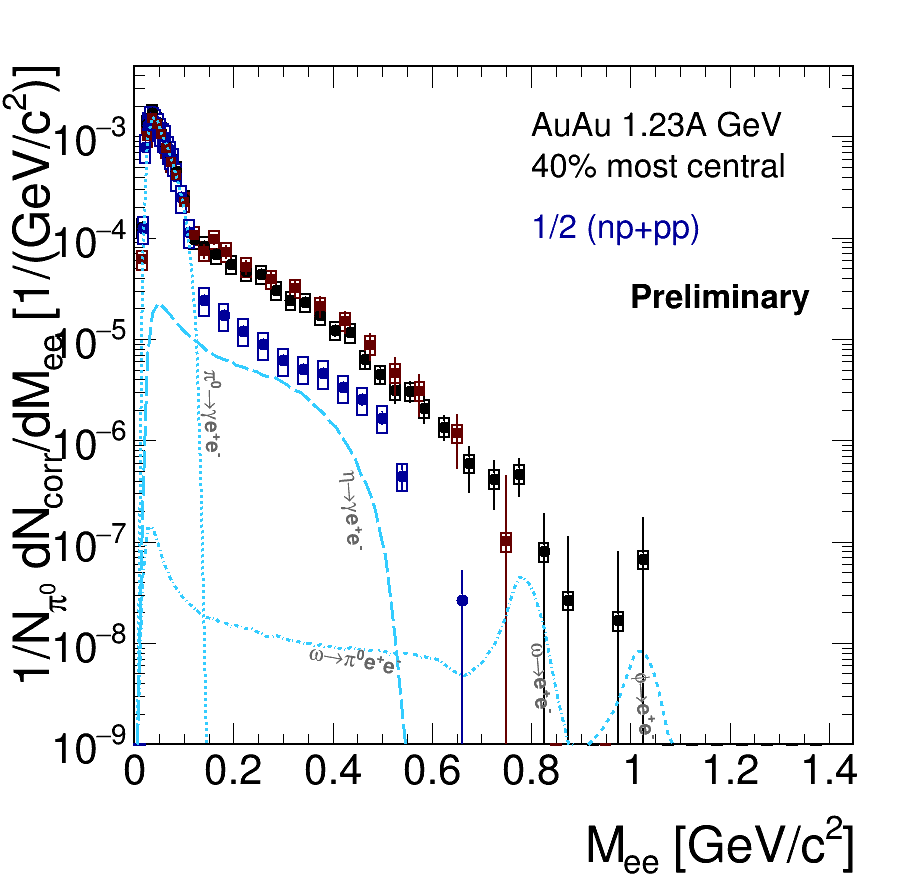 1/N_π⁰ dN_corr/dM_ee [1/(GeV/c²)]
10⁻³
10⁻⁴
10⁻⁵
10⁻⁶
10⁻⁷
10⁻⁸
10⁻⁹
AuAu 1.23A GeV
40% most central
1/2 (np+pp)
Preliminary
π⁰→γe⁺e⁻
η→γe⁺e⁻
ω→π⁰e⁺e⁻
ω→e⁺e⁻
ϕ→e⁺e⁻
0 0.2 0.4 0.6 0.8 1 1.2 1.4
M_ee [GeV/c²]